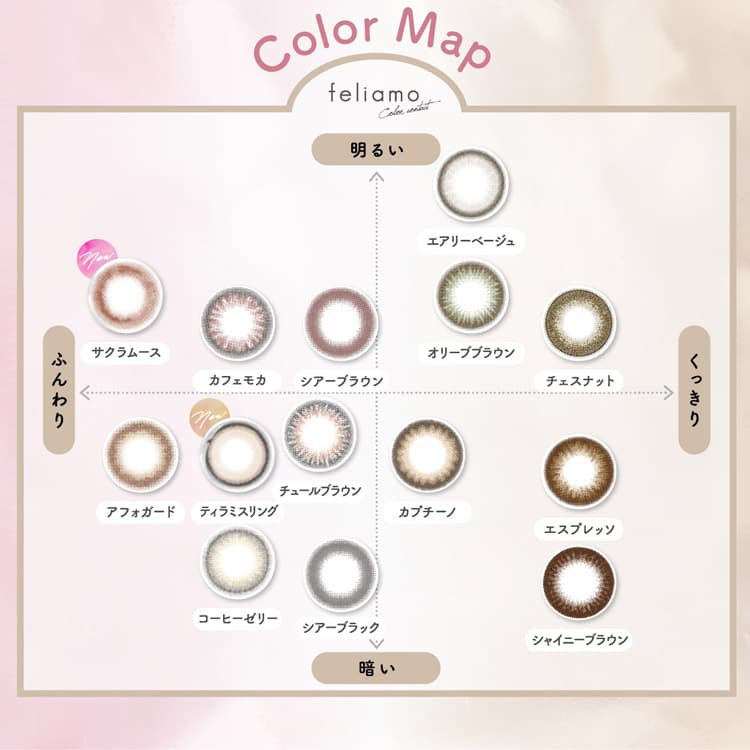 Color Map
feliamo
Color contact
明るい
エアリーベージュ
New
サクラムース
カフェモカ
シアーブラウン
オリーブブラウン
チェスナット
ふんわり
くっきり
New
アフォガード
ティラミスリング
チュールブラウン
カプチーノ
エスプレッソ
コーヒーゼリー
シアーブラック
シャイニーブラウン
暗い